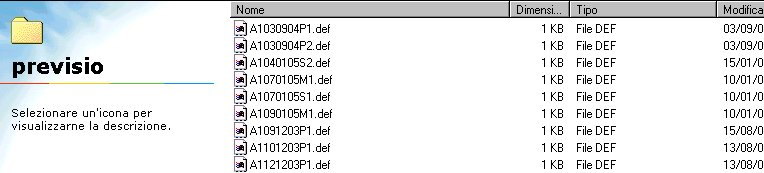 Nome Dimensi... Tipo Modifica
previsio
Selezionare un'icona per
visualizzarne la descrizione.
A1030904P1.def 1 KB File DEF 03/09/0
A1030904P2.def 1 KB File DEF 03/09/0
A1040105S2.def 1 KB File DEF 15/01/0
A1070105M1.def 1 KB File DEF 10/01/0
A1070105S1.def 1 KB File DEF 10/01/0
A1090105M1.def 1 KB File DEF 10/01/0
A1091203P1.def 1 KB File DEF 15/08/0
A1101203P1.def 1 KB File DEF 13/08/0
A1121203P1.def 1 KB File DEF 13/08/0